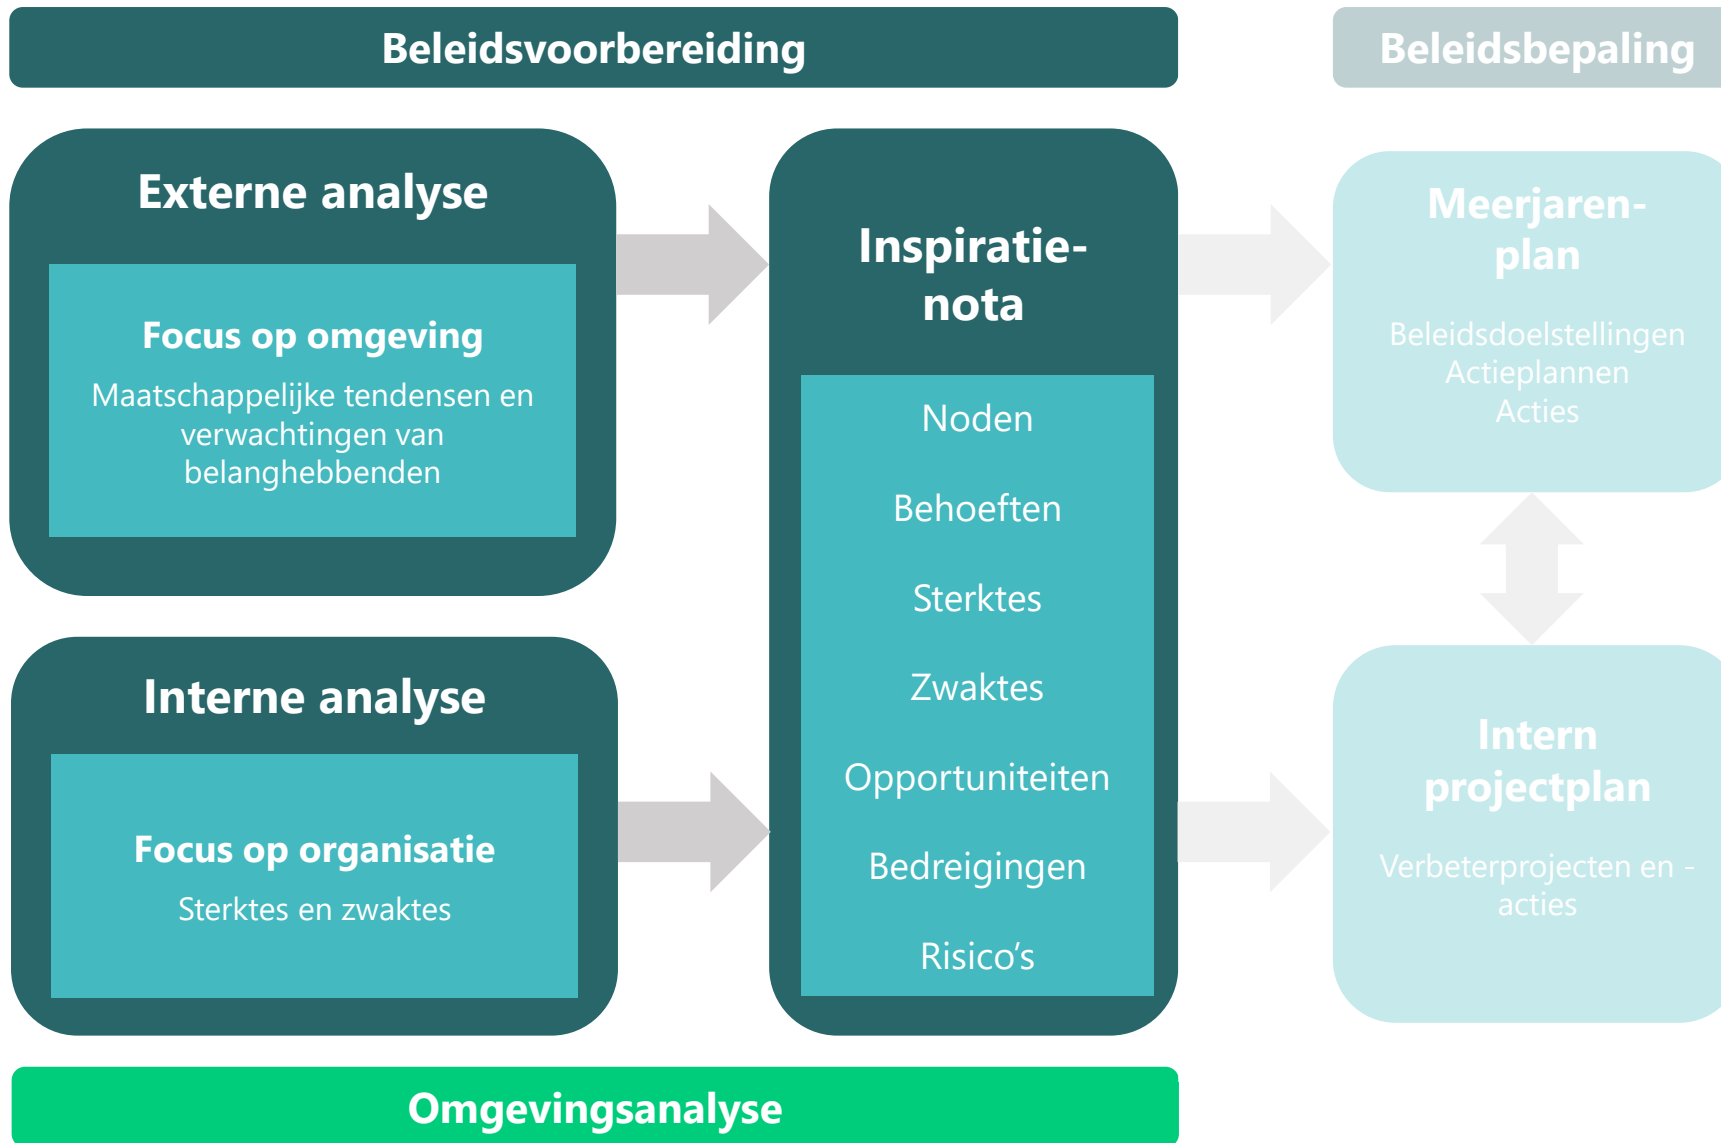 Beleidsvoorbereiding
Beleidsbepaling
Externe analyse
Focus op omgeving
Maatschappelijke tendensen en
verwachtingen van
belanghebbenden
Interne analyse
Focus op organisatie
Sterktes en zwaktes
Inspiratie-
nota
Noden
Behoeften
Sterktes
Zwaktes
Opportuniteiten
Bedreigingen
Risico’s
Meerjaren-
plan
Beleidsdoelstellingen
Actieplannen
Acties
Intern
projectplan
Verbeterprojecten en -
acties
Omgevingsanalyse